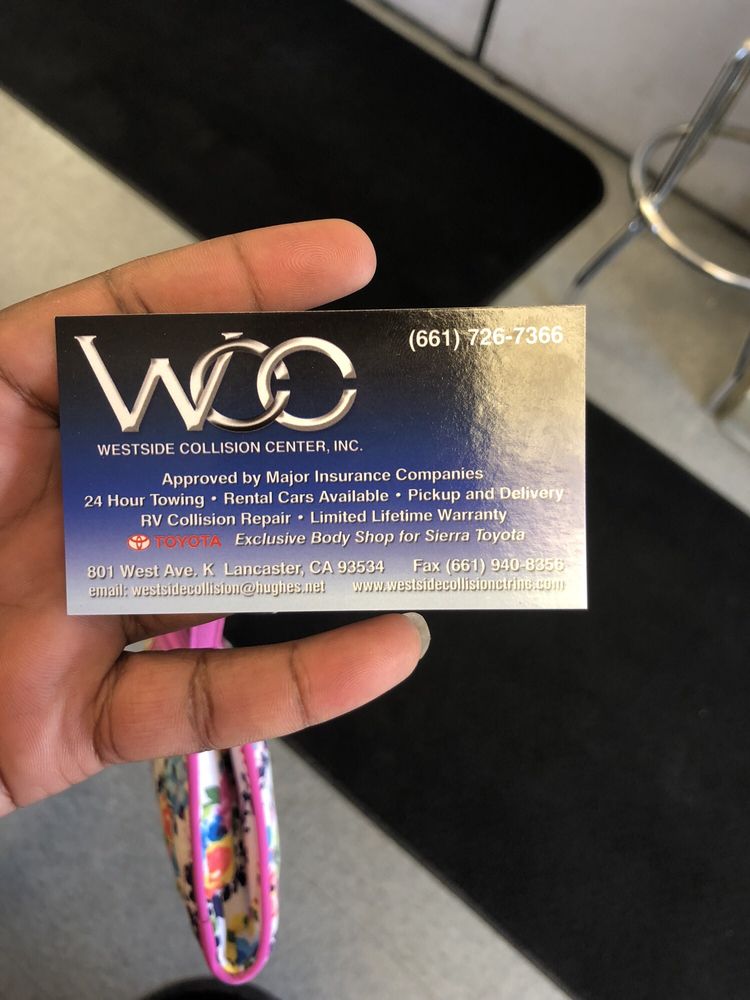 WCC
(661) 726-7366
WESTSIDE COLLISION CENTER, INC.
Approved by Major Insurance Companies
24 Hour Towing • Rental Cars Available • Pickup and Delivery
RV Collision Repair • Limited Lifetime Warranty
TOYOTA Exclusive Body Shop for Sierra Toyota
801 West Ave. K Lancaster, CA 93534 Fax (661) 940-8356
email: westsidecollision@hughes.net www.westsidecollisionctrinc.com